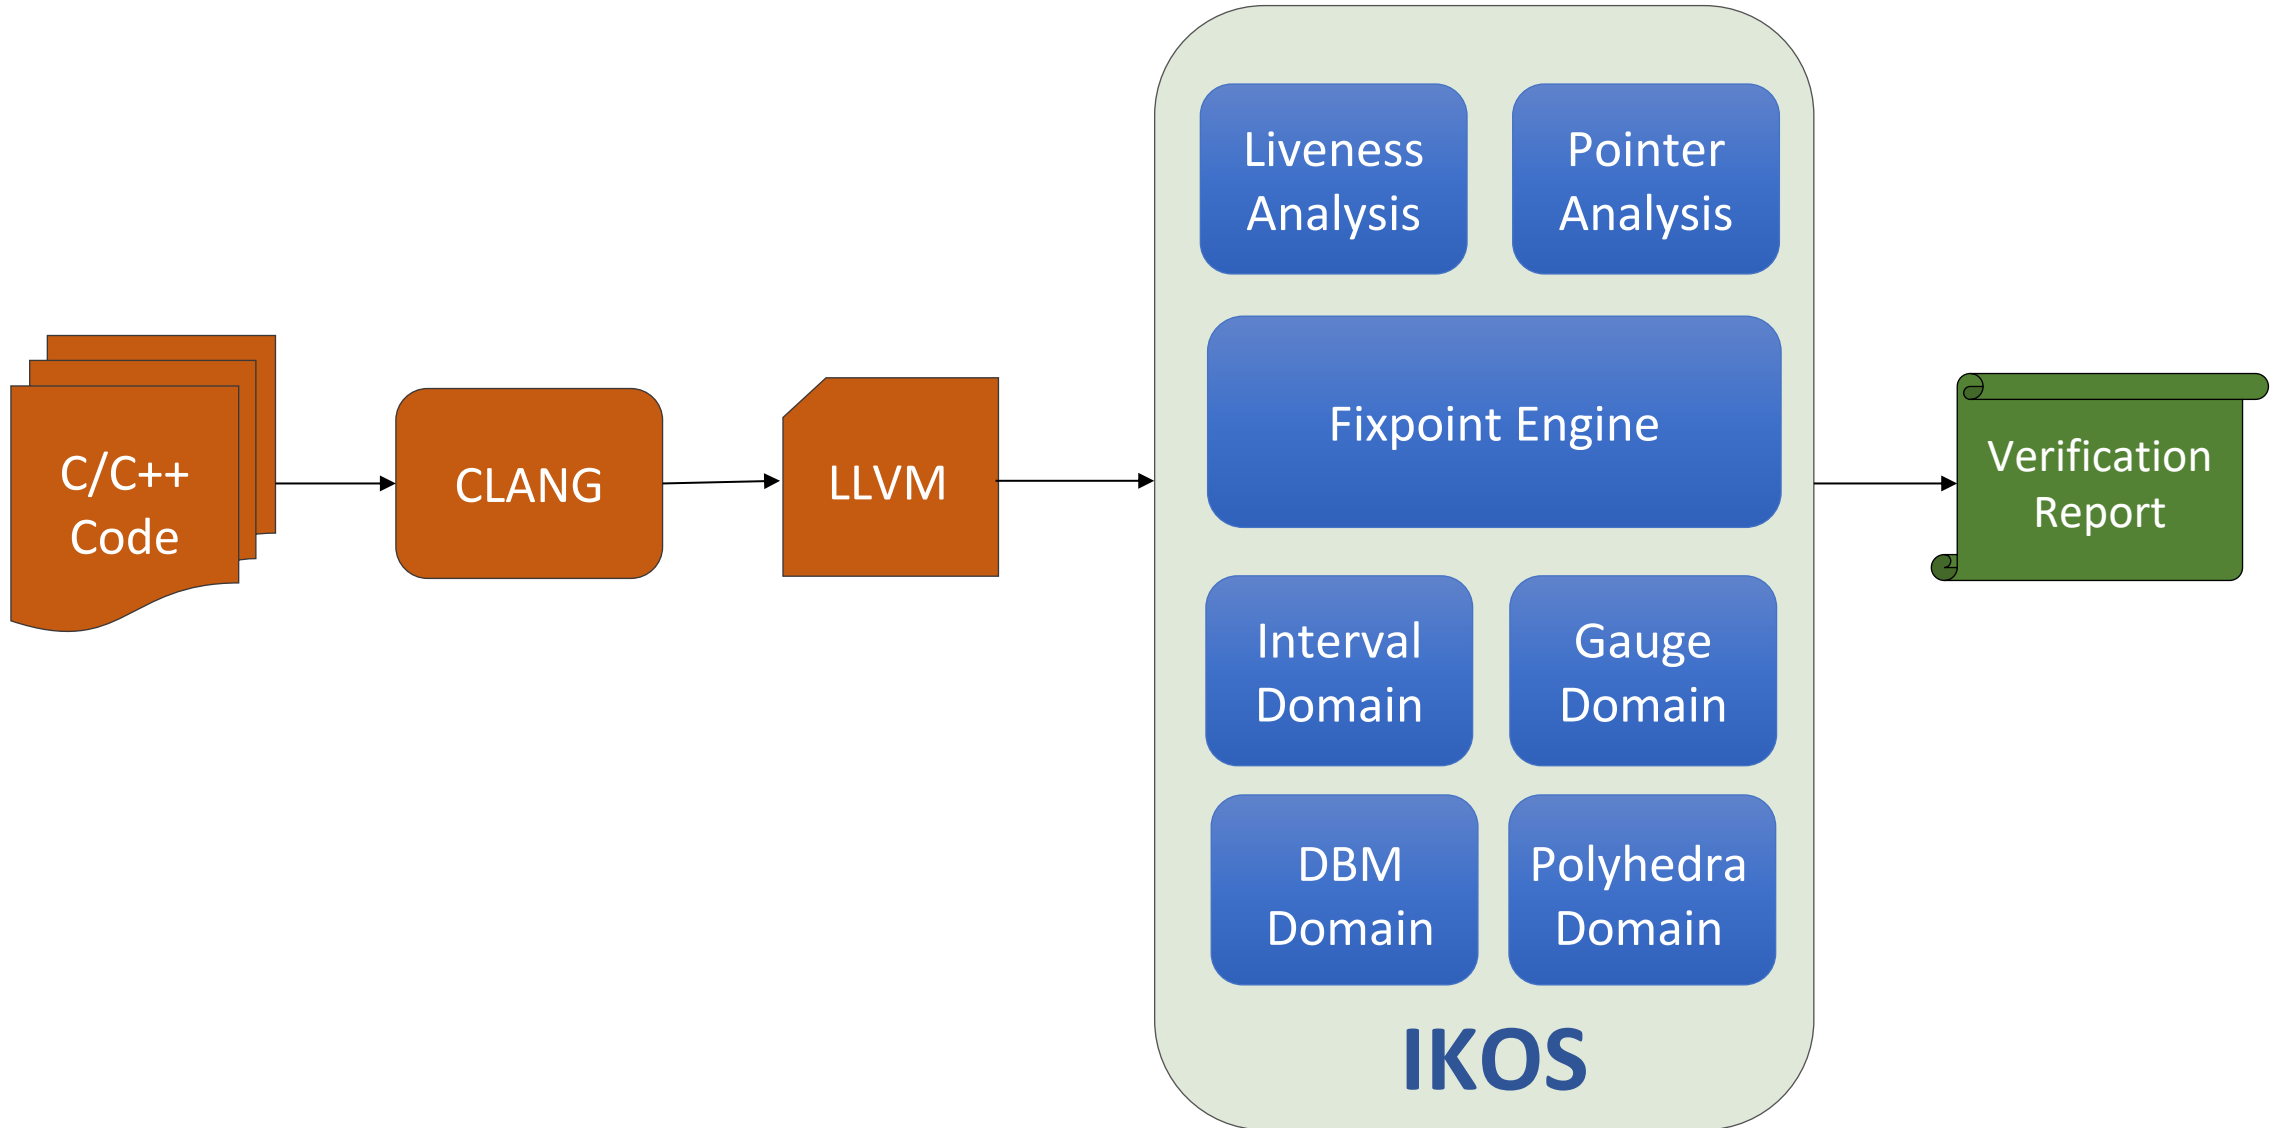 C/C++
Code
CLANG
LLVM
Liveness
Analysis
Pointer
Analysis
Fixpoint Engine
Interval
Domain
Gauge
Domain
DBM
Domain
Polyhedra
Domain
IKOS
Verification
Report